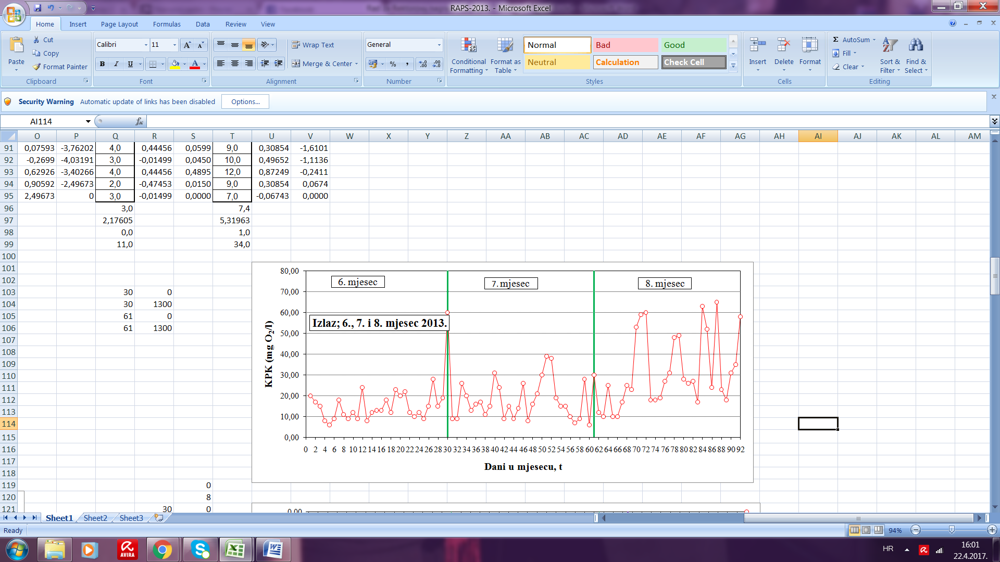 RAPS-2013. - Microsoft Excel
Home Insert Page Layout Formulas Data Review View
Paste
Cut
Copy
Format Painter
Clipboard
Calibri 11
B I U
Font
Wrap Text
Merge & Center
Alignment
General
% ,
Number
Conditional Formatting
Format as Table
Normal Bad Good
Neutral Calculation Check Cell
Styles
Insert Delete Format
Cells
AutoSum
Fill
Clear
Sort & Filter
Find & Select
Editing
Security Warning Automatic update of links has been disabled Options...
AI114 fx
O P Q R S T U V W X Y Z AA AB AC AD AE AF AG AH AI AJ AK AL AM
91 0,07593 -3,76202 4,0 0,44456 0,0599 9,0 0,30854 -1,6101
92 -0,2699 -4,03191 3,0 -0,01499 0,0450 10,0 0,49652 -1,1136
93 0,62926 -3,40266 4,0 0,44456 0,4895 12,0 0,87249 -0,2411
94 0,90592 -2,49673 2,0 -0,47453 0,0150 9,0 0,30854 0,0674
95 2,49673 0 3,0 -0,01499 0,0000 7,0 -0,06743 0,0000
96 3,0 7,4
97 2,17605 5,31963
98 0,0 1,0
99 11,0 34,0
100
101
102
103 30 0
104 30 1300
105 61 0
106 61 1300
107
108
109
110
111
112
113
114
115
116
117
118
119 0
120 8
121 30 0
80,00
70,00
60,00
50,00
40,00
30,00
20,00
10,00
0,00
KPK (mg O2/l)
6. mjesec
7. mjesec
8. mjesec
Izlaz; 6., 7. i 8. mjesec 2013.
0 2 4 6 8 10 12 14 16 18 20 22 24 26 28 30 32 34 36 38 40 42 44 46 48 50 52 54 56 58 60 62 64 66 68 70 72 74 76 78 80 82 84 86 88 90 92
Dani u mjesecu, t
0,00
Sheet1 Sheet2 Sheet3
Ready
94%
AVIRA
HR
16:01
22.4.2017.